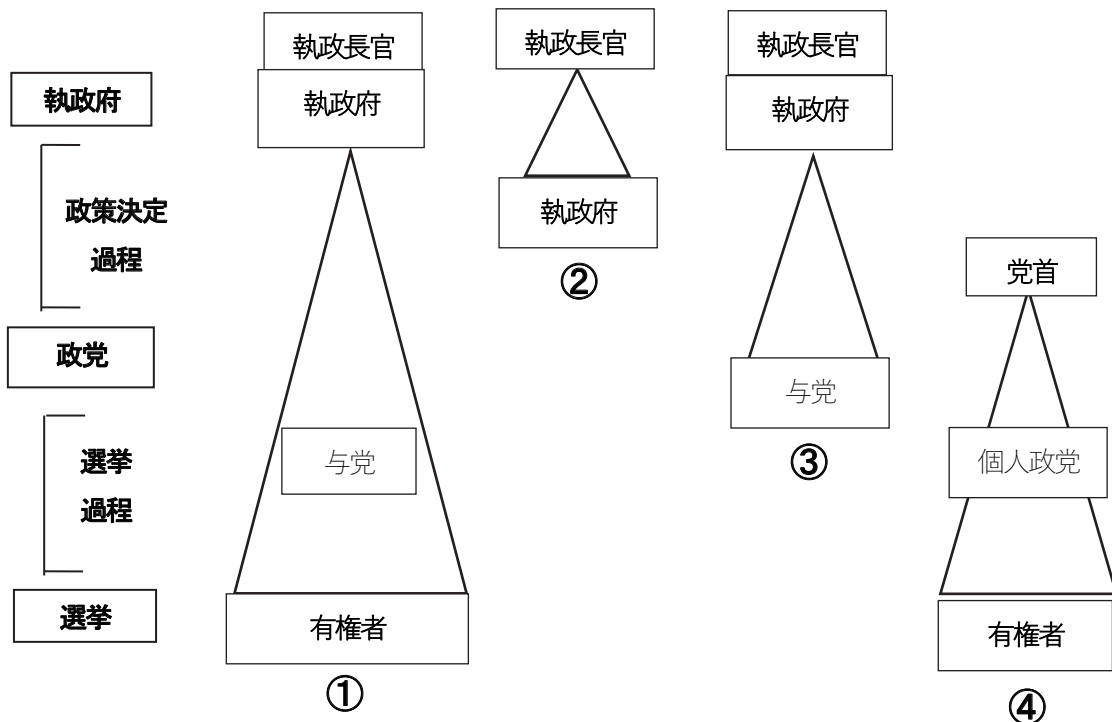 執政府
政策決定
過程
政党
選挙
過程
選挙
執政長官
執政府
与党
有権者
①
執政長官
執政府
②
執政長官
執政府
与党
③
党首
個人政党
有権者
④